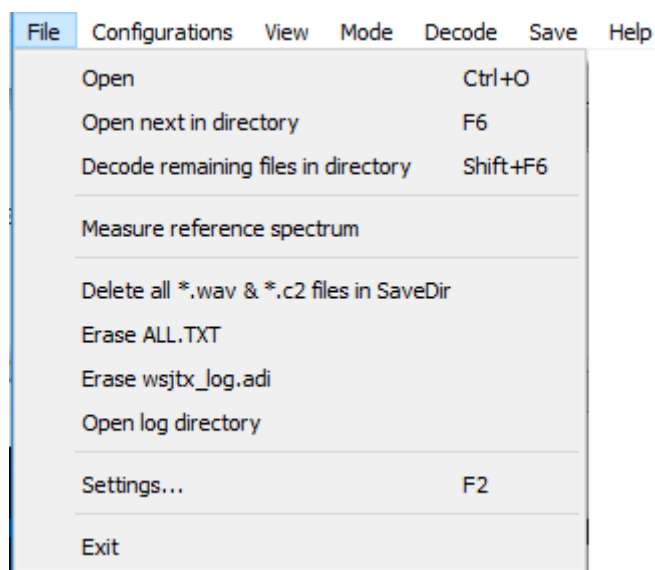 File Configurations View Mode Decode Save Help
Open Ctrl+O
Open next in directory F6
Decode remaining files in directory Shift+F6
Measure reference spectrum
Delete all *.wav & *.c2 files in SaveDir
Erase ALL.TXT
Erase wsjtx_log.adi
Open log directory
Settings... F2
Exit